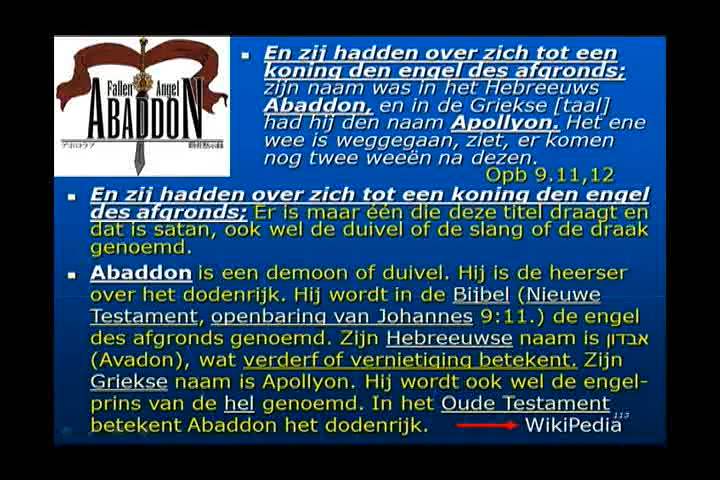 Fallen Angel
ABADDON
En zij hadden over zich tot een
koning den engel des afgronds;
zijn naam was in het Hebreeuws
Abaddon, en in de Griekse [taal]
had hij den naam Apollyon. Het ene
wee is weggegaan, ziet, er komen
nog twee weeën na dezen.
Opb 9.11,12
En zij hadden over zich tot een koning den engel
des afgronds; Er is maar één die deze titel draagt en
dat is satan, ook wel de duivel of de slang of de draak
genoemd.
Abaddon is een demoon of duivel. Hij is de heerser
over het dodenrijk. Hij wordt in de Bijbel (Nieuwe
Testament, openbaring van Johannes 9:11.) de engel
des afgronds genoemd. Zijn Hebreeuwse naam is אבדון
(Avadon), wat verderf of vernietiging betekent. Zijn
Griekse naam is Apollyon. Hij wordt ook wel de engel-
prins van de hel genoemd. In het Oude Testament
betekent Abaddon het dodenrijk. WikiPedia
113